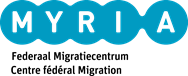 MYRIA
Federaal Migratiecentrum
Centre fédéral Migration